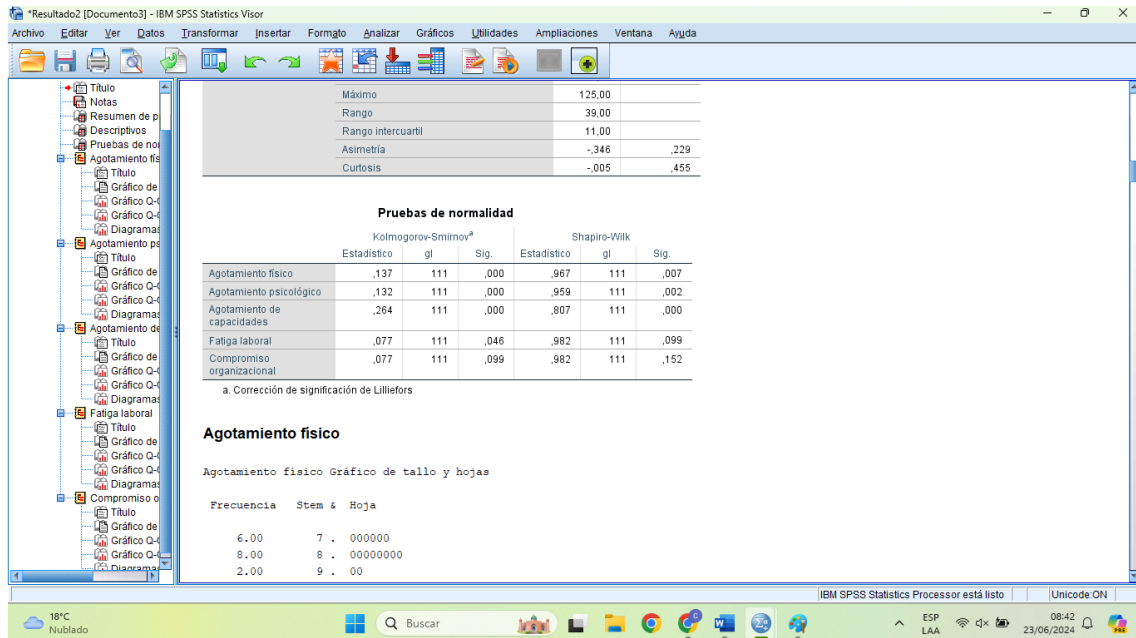 *Resultado2 [Documento3] - IBM SPSS Statistics Visor
Archivo Editar Ver Datos Transformar Insertar Formato Analizar Gráficos Utilidades Ampliaciones Ventana Ayuda
Título
Notas
Resumen de p
Descriptivos
Pruebas de nor
Agotamiento fís
Título
Gráfico de
Gráfico Q-
Gráfico Q-
Diagramas
Agotamiento ps
Título
Gráfico de
Gráfico Q-
Gráfico Q-
Diagramas
Agotamiento de
Título
Gráfico de
Gráfico Q-
Gráfico Q-
Diagramas
Fatiga laboral
Título
Gráfico de
Gráfico Q-
Gráfico Q-
Diagramas
Compromiso o
Título
Gráfico de
Gráfico Q-
Gráfico Q-
Diagramas
Máximo 125,00
Rango 39,00
Rango intercuartil 11,00
Asimetría -,346 ,229
Curtosis -,005 ,455
Pruebas de normalidad
Kolmogorov-Smirnovª Shapiro-Wilk
Estadístico gl Sig. Estadístico gl Sig.
Agotamiento físico ,137 111 ,000 ,967 111 ,007
Agotamiento psicológico ,132 111 ,000 ,959 111 ,002
Agotamiento de ,264 111 ,000 ,807 111 ,000
capacidades
Fatiga laboral ,077 111 ,046 ,982 111 ,099
Compromiso ,077 111 ,099 ,982 111 ,152
organizacional
a. Corrección de significación de Lilliefors
Agotamiento físico
Agotamiento físico Gráfico de tallo y hojas
Frecuencia Stem & Hoja
6.00 7 . 000000
8.00 8 . 00000000
2.00 9 . 00
IBM SPSS Statistics Processor está listo Unicode:ON
18°C
Nublado
Buscar
ESP
LAA
08:42
23/06/2024